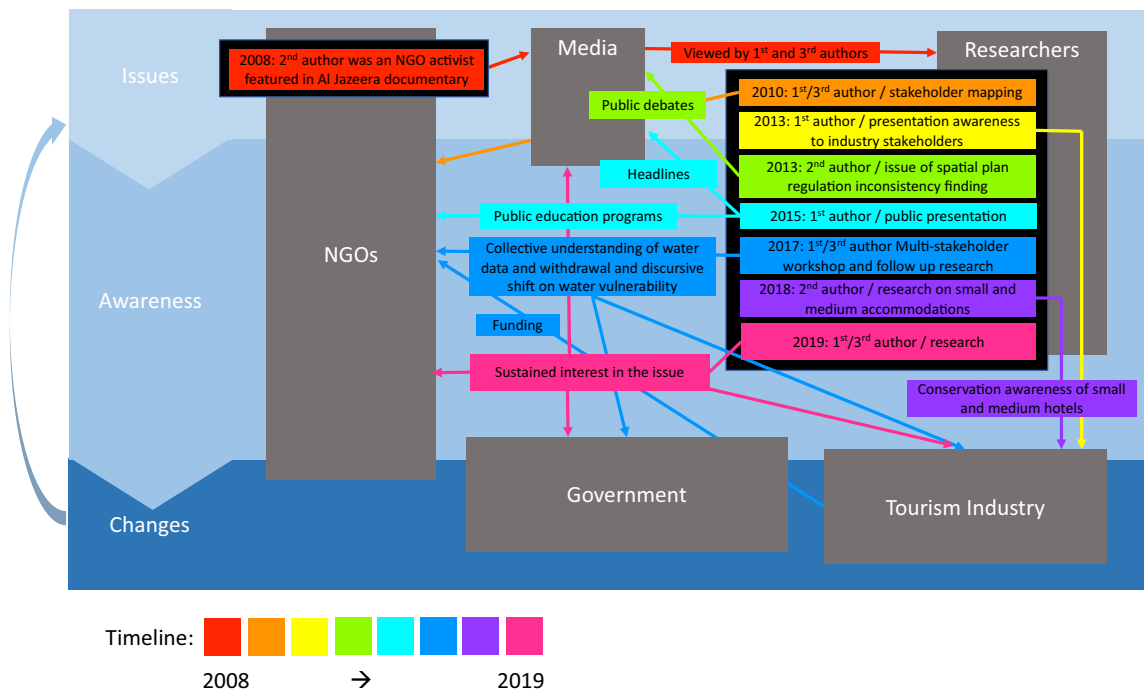 Issues
Awareness
Changes
2008: 2nd author was an NGO activist
featured in Al Jazeera documentary
NGOs
Media
Viewed by 1st and 3rd authors
Researchers
Public debates
Headlines
Public education programs
Collective understanding of water
data and withdrawal and discursive
shift on water vulnerability
Funding
Sustained interest in the issue
2010: 1st/3rd author / stakeholder mapping
2013: 1st author / presentation awareness
to industry stakeholders
2013: 2nd author / issue of spatial plan
regulation inconsistency finding
2015: 1st author / public presentation
2017: 1st/3rd author Multi-stakeholder
workshop and follow up research
2018: 2nd author / research on small and
medium accommodations
2019: 1st/3rd author / research
Conservation awareness of small
and medium hotels
Government
Tourism Industry
Timeline:
2008 → 2019